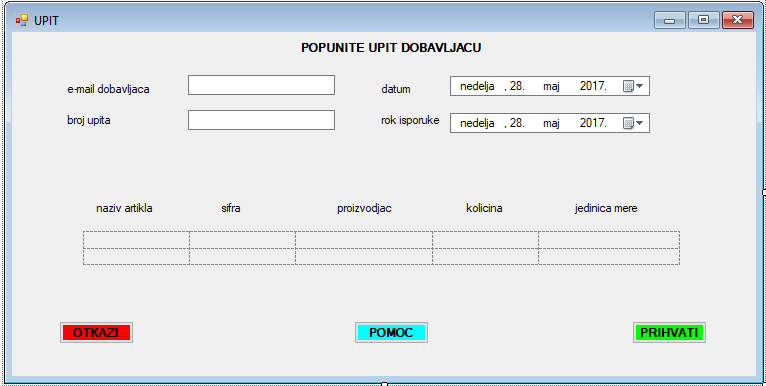 UPIT
POPUNITE UPIT DOBAVLJACU
e-mail dobavljaca
datum
nedelja , 28. maj 2017.
broj upita
rok isporuke
nedelja , 28. maj 2017.
naziv artikla sifra proizvodjac kolicina jedinica mere
OTKAZI POMOC PRIHVATI